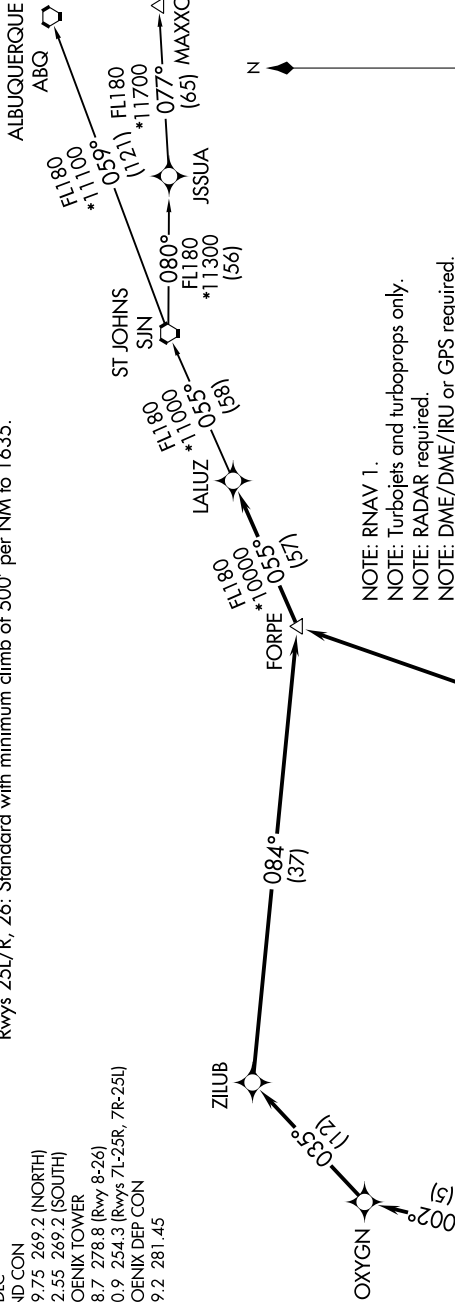 Rwys 25L/R, 26: Standard with minimum climb of 500' per NM to 1635.
ND CON
9.75 269.2 (NORTH)
2.55 269.2 (SOUTH)
OENIX TOWER
8.7 278.8 (Rwy 8-26)
0.9 254.3 (Rwys 7L-25R, 7R-25L)
OENIX DEP CON
9.2 281.45
OXYGN
002°
(5)
035°
(12)
ZILUB
084°
(37)
FORPE
FL180
*10000
055°
(57)
LALUZ
FL180
*11000
055°
(58)
ST JOHNS
SJN
FL180
*11100
059°
(121)
ALBUQUERQUE
ABQ
080°
FL180
*11300
(56)
JSSUA
FL180
*11700
077°
(65)
MAXXO
N
NOTE: RNAV 1.
NOTE: Turbojets and turboprops only.
NOTE: RADAR required.
NOTE: DME/DME/IRU or GPS required.